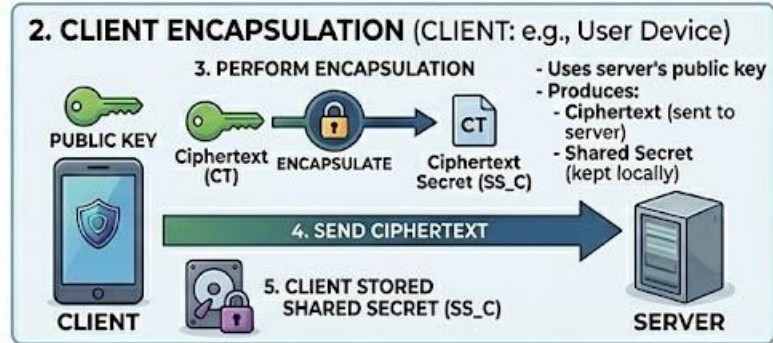 2. CLIENT ENCAPSULATION (CLIENT: e.g., User Device)
3. PERFORM ENCAPSULATION
PUBLIC KEY
Ciphertext
(CT)
ENCAPSULATE
CT
Ciphertext
Secret (SS_C)
- Uses server's public key
- Produces:
- Ciphertext (sent to
server)
- Shared Secret
(kept locally)
4. SEND CIPHERTEXT
5. CLIENT STORED
SHARED SECRET (SS_C)
CLIENT
SERVER